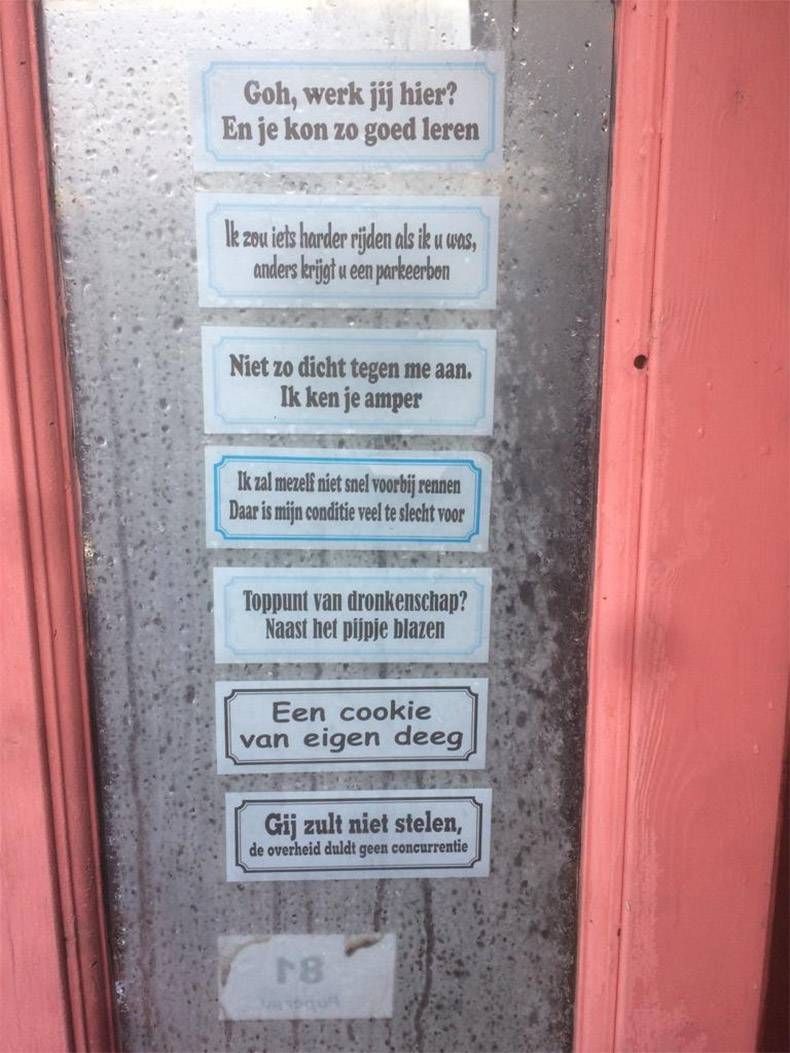 Goh, werk jij hier?
En je kon zo goed leren
Ik zou iets harder rijden als ik u was,
anders krijgt u een parkeerbon
Niet zo dicht tegen me aan.
Ik ken je amper
Ik zal mezelf niet snel voorbij rennen
Daar is mijn conditie veel te slecht voor
Toppunt van dronkenschap?
Naast het pijpje blazen
Een cookie
van eigen deeg
Gij zult niet stelen,
de overheid duldt geen concurrentie
81